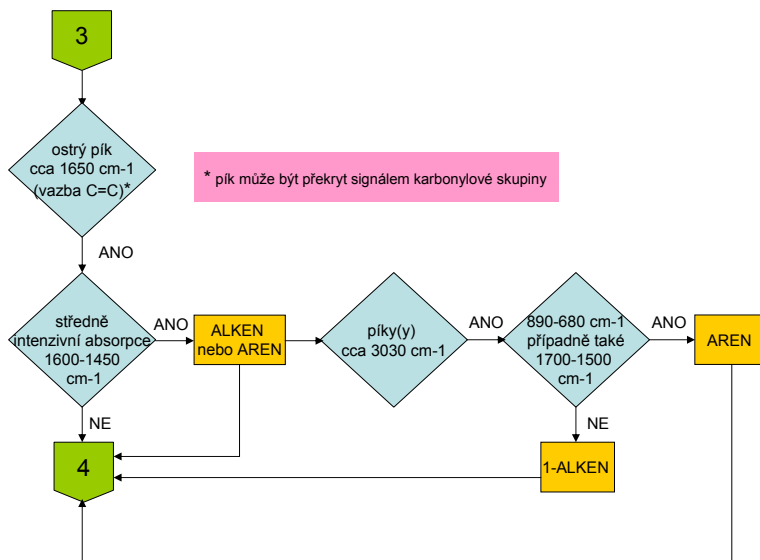 3
ostrý pík
cca 1650 cm-1
(vazba C=C)*
* pík může být překryt signálem karbonylové skupiny
ANO
středně
intenzivní absorpce
1600-1450
cm-1
ANO
ALKEN
nebo AREN
píky(y)
cca 3030 cm-1
ANO
890-680 cm-1
případně také
1700-1500
cm-1
ANO
AREN
NE
NE
4
1-ALKEN